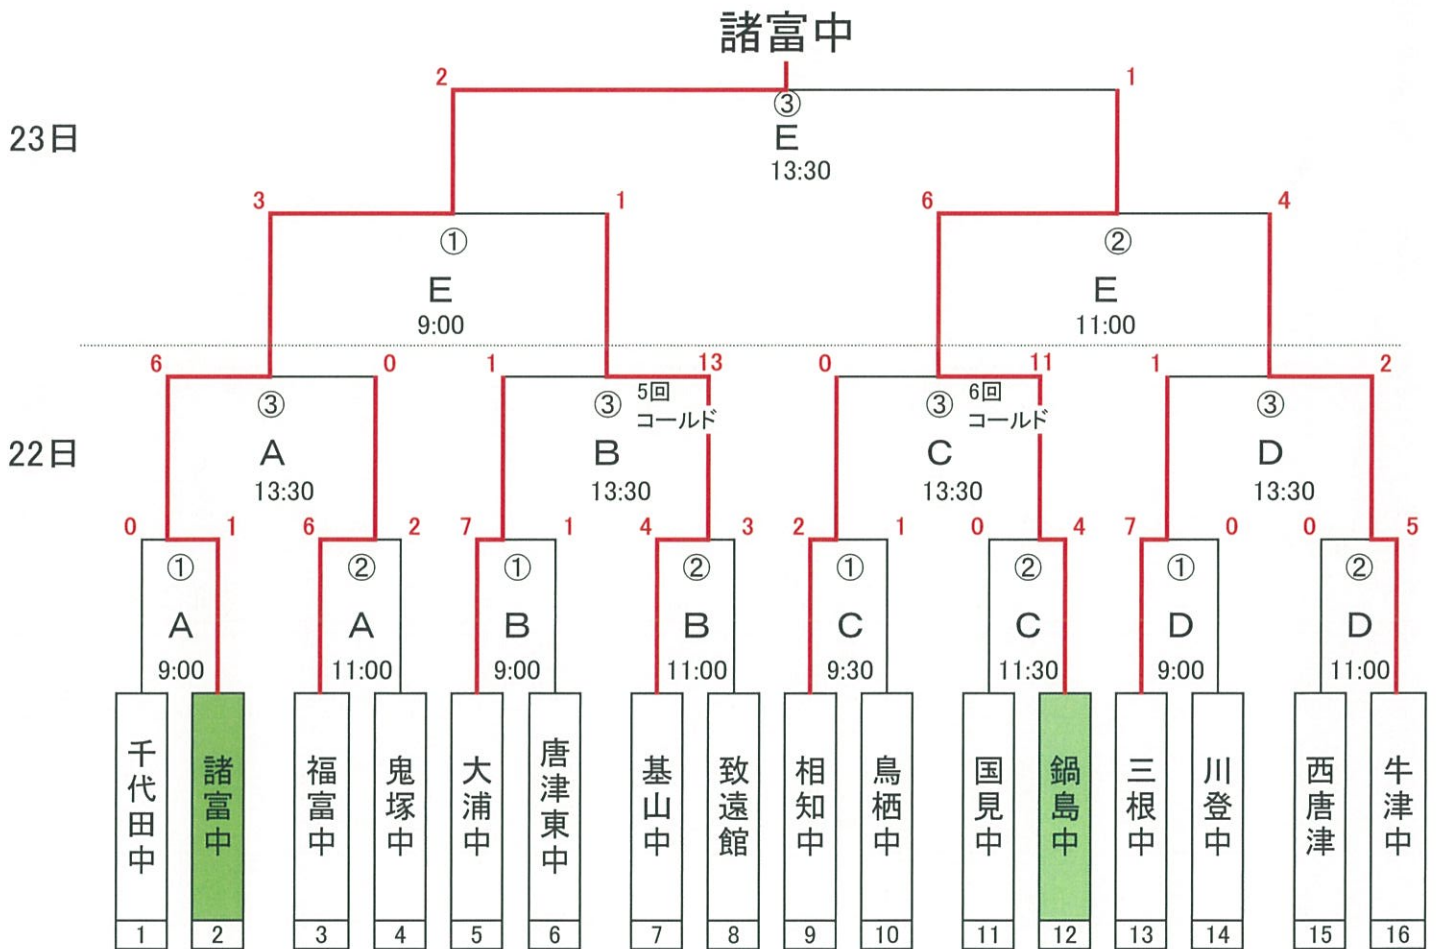 諸富中
2
1
③
E
13:30
23日
3
1
6
4
①
②
E
E
9:00
11:00
6
0
1
13
0
11
1
2
③
③
5回
コールド
③
6回
コールド
③
22日
A
B
C
D
13:30
13:30
13:30
13:30
0
1
6
2
7
1
4
3
2
1
0
4
7
0
0
5
①
②
①
②
①
②
①
②
A
A
B
B
C
C
D
D
9:00
11:00
9:00
11:00
9:30
11:30
9:00
11:00
千代田中
諸富中
福富中
鬼塚中
大浦中
唐津東中
基山中
致遠館
相知中
鳥栖中
国見中
鍋島中
三根中
川登中
西唐津
牛津中
1
2
3
4
5
6
7
8
9
10
11
12
13
14
15
16